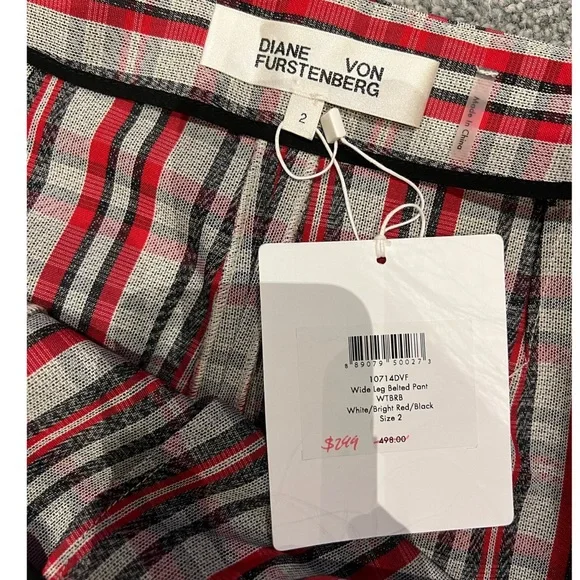 DIANE VON
FURSTENBERG
2
Made In China
8 89079 50027 3
10714DVF
Wide Leg Belted Pant
WTBRB
White/Bright Red/Black
Size 2
$299 498.00